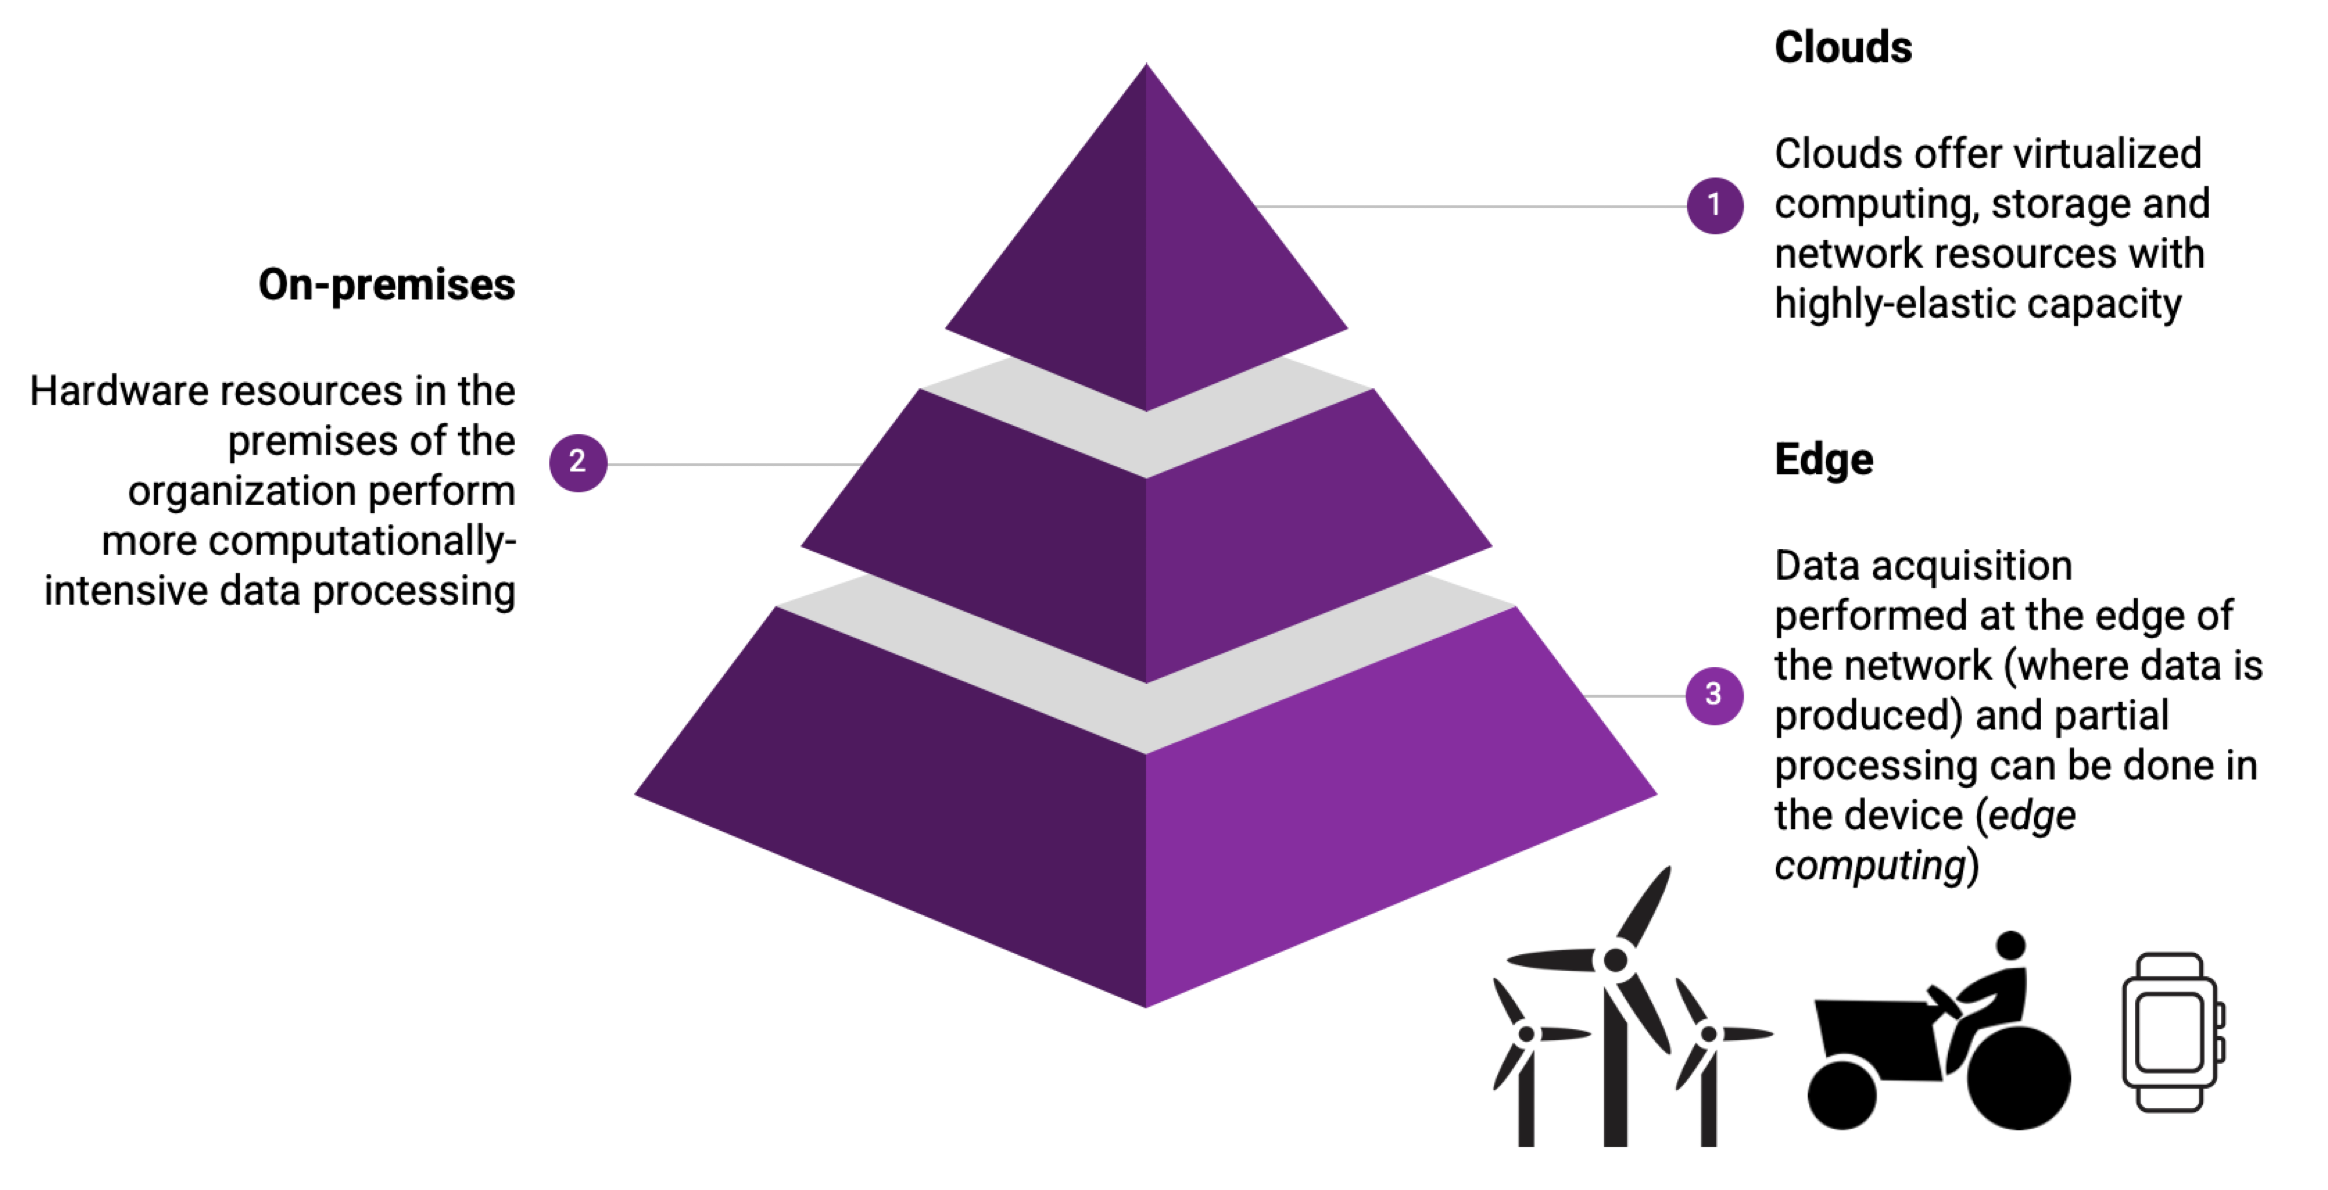 Clouds
Clouds offer virtualized
computing, storage and
network resources with
highly-elastic capacity
1
On-premises
Hardware resources in the
premises of the
organization perform
more computationally-
intensive data processing
2
Edge
Data acquisition
performed at the edge of
the network (where data is
produced) and partial
processing can be done in
the device (edge
computing)
3